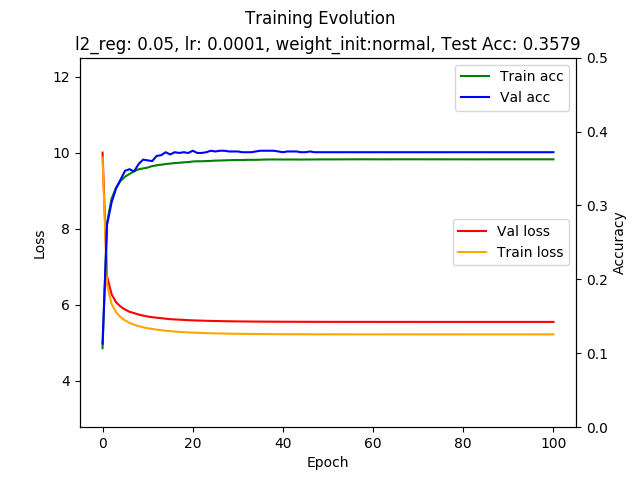 Training Evolution
l2_reg: 0.05, lr: 0.0001, weight_init:normal, Test Acc: 0.3579
Train acc
Val acc
Val loss
Train loss
Loss
12
10
8
6
4
Accuracy
0.5
0.4
0.3
0.2
0.1
0.0
0 20 40 60 80 100
Epoch